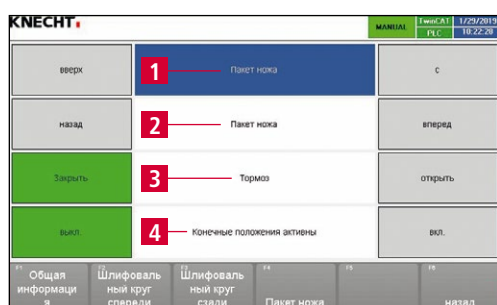 KNECHT.
MANUAL
TwinCAT
PLC
1/29/2019
10:22:20
вверх
1
Пакет ножа
с
назад
2
Пакет ножа
вперед
Закрыть
3
Тормоз
открыть
выкл.
4
Конечные положения активны
вкл.
F1
F2
F3
F4
F5
Общая
информаци
я
Шлифоваль
ный круг
спереди
Шлифоваль
ный круг
сзади
Пакет ножа
назад